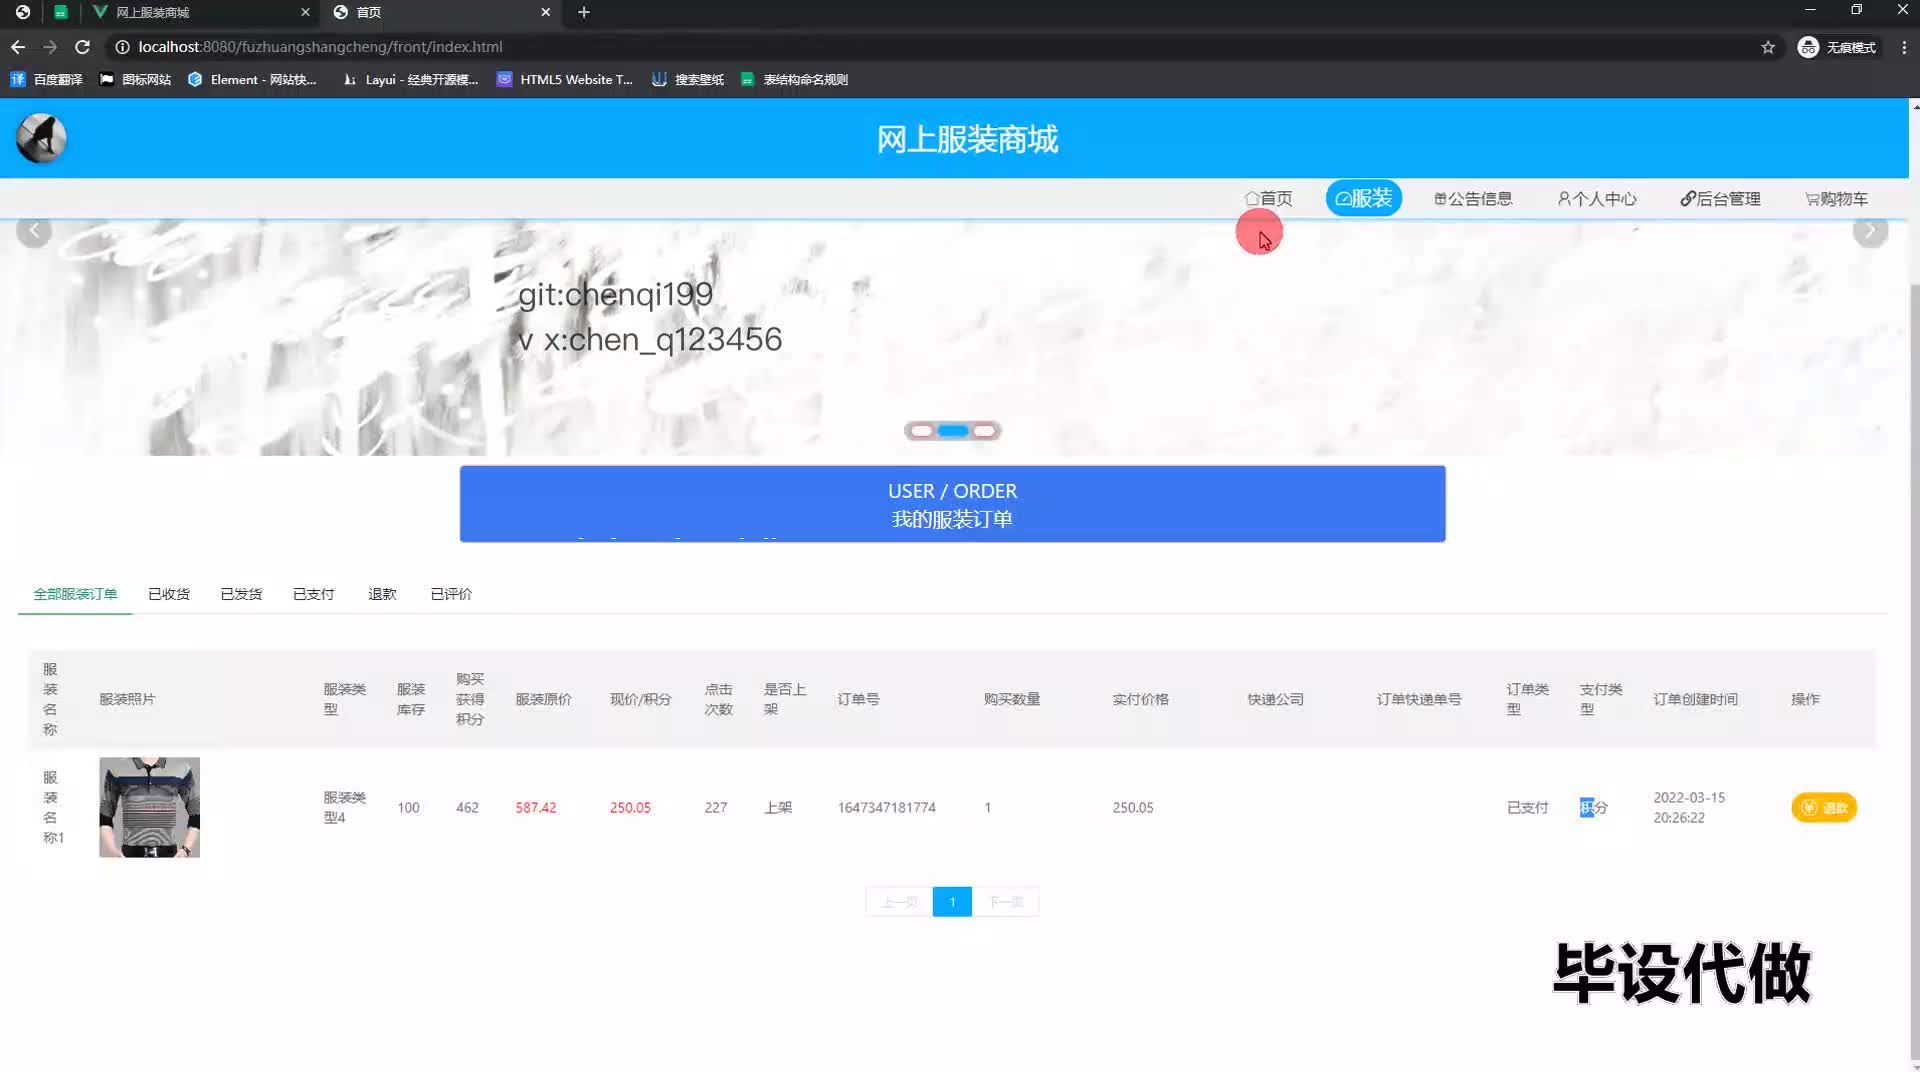 网上服装商城
首页
localhost:8080/fuzhuangshangcheng/front/index.html
无痕模式
百度翻译
图标网站
Element - 网站快...
Layui - 经典开源模...
HTML5 Website T...
搜索壁纸
表结构命名规则
网上服装商城
首页
服装
公告信息
个人中心
后台管理
购物车
git:chenqi199
v x:chen_q123456
USER / ORDER
我的服装订单
全部服装订单
已收货
已发货
已支付
退款
已评价
服装名称
服装照片
服装类型
服装库存
购买获得积分
服装原价
现价/积分
点击次数
是否上架
订单号
购买数量
实付价格
快递公司
订单快递单号
订单类型
支付类型
订单创建时间
操作
服装名称1
服装类型4
100
462
587.42
250.05
227
上架
1647347181774
1
250.05
已支付
积分
2022-03-15
20:26:22
退款
上一页
1
下一页
毕设代做